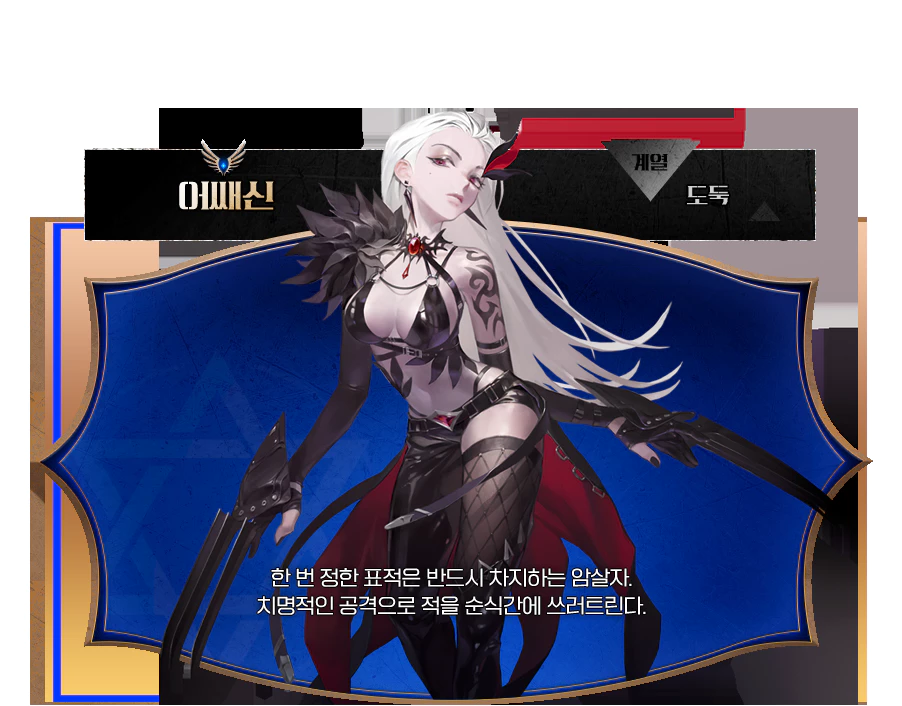 어쌔신
계열
도둑
한 번 정한 표적은 반드시 차지하는 암살자.
치명적인 공격으로 적을 순식간에 쓰러트린다.